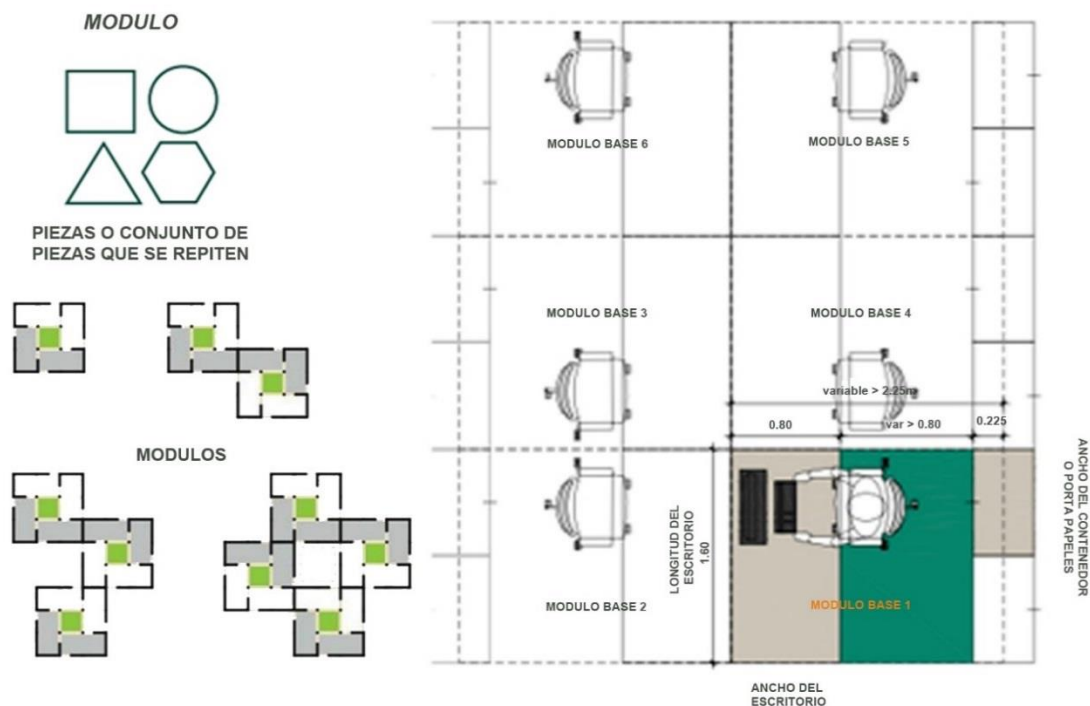 MODULO
PIEZAS O CONJUNTO DE
PIEZAS QUE SE REPITEN
MODULOS
MODULO BASE 6
MODULO BASE 5
MODULO BASE 3
MODULO BASE 4
variable > 2.25m
0.80
var > 0.80
0.225
LONGITUD DEL
ESCRITORIO
1.60
MODULO BASE 2
MODULO BASE 1
ANCHO DEL
ESCRITORIO
ANCHO DEL CONTENEDOR
O PORTA PAPELES